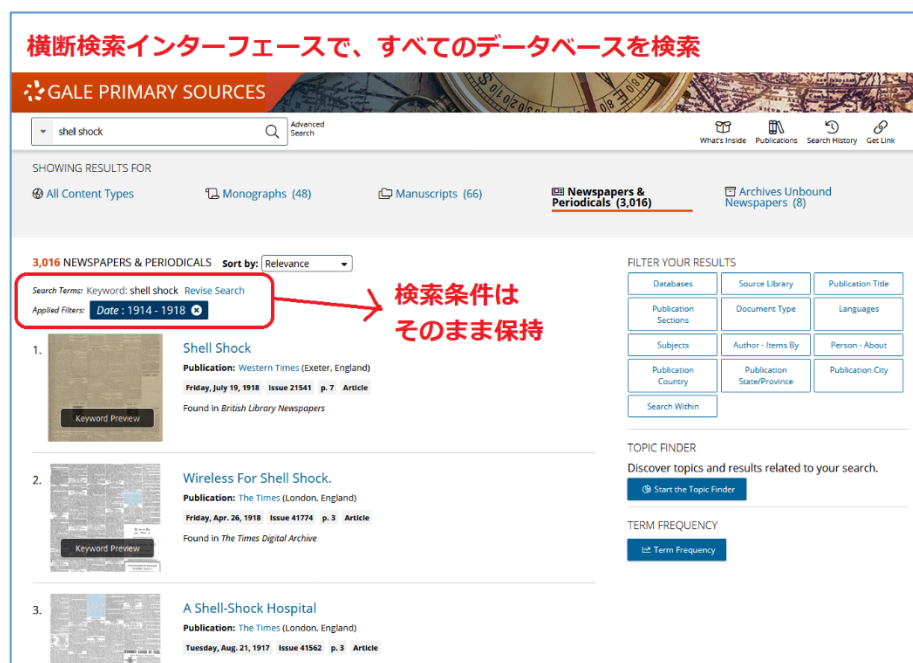 横断検索インターフェースで、すべてのデータベースを検索
GALE PRIMARY SOURCES
shell shock
Advanced
Search
What's Inside Publications Search History Get Link
SHOWING RESULTS FOR
All Content Types
Monographs (48)
Manuscripts (66)
Newspapers &
Periodicals (3,016)
Archives Unbound
Newspapers (8)
3,016 NEWSPAPERS & PERIODICALS Sort by: Relevance
Search Terms: Keyword: shell shock Revise Search
Applied Filters: Date : 1914 - 1918
検索条件は
そのまま保持
1.
Shell Shock
Publication: Western Times (Exeter, England)
Friday, July 19, 1918 Issue 21541 p. 7 Article
Found in British Library Newspapers
Keyword Preview
2.
Wireless For Shell Shock.
Publication: The Times (London, England)
Friday, Apr. 26, 1918 Issue 41774 p. 3 Article
Found in The Times Digital Archive
Keyword Preview
3.
A Shell-Shock Hospital
Publication: The Times (London, England)
Tuesday, Aug. 21, 1917 Issue 41562 p. 3 Article
FILTER YOUR RESULTS
Databases Source Library Publication Title
Publication
Sections
Document Type Languages
Subjects Author - Items By Person - About
Publication
Country
Publication
State/Province
Publication City
Search Within
TOPIC FINDER
Discover topics and results related to your search.
Start the Topic Finder
TERM FREQUENCY
Term Frequency